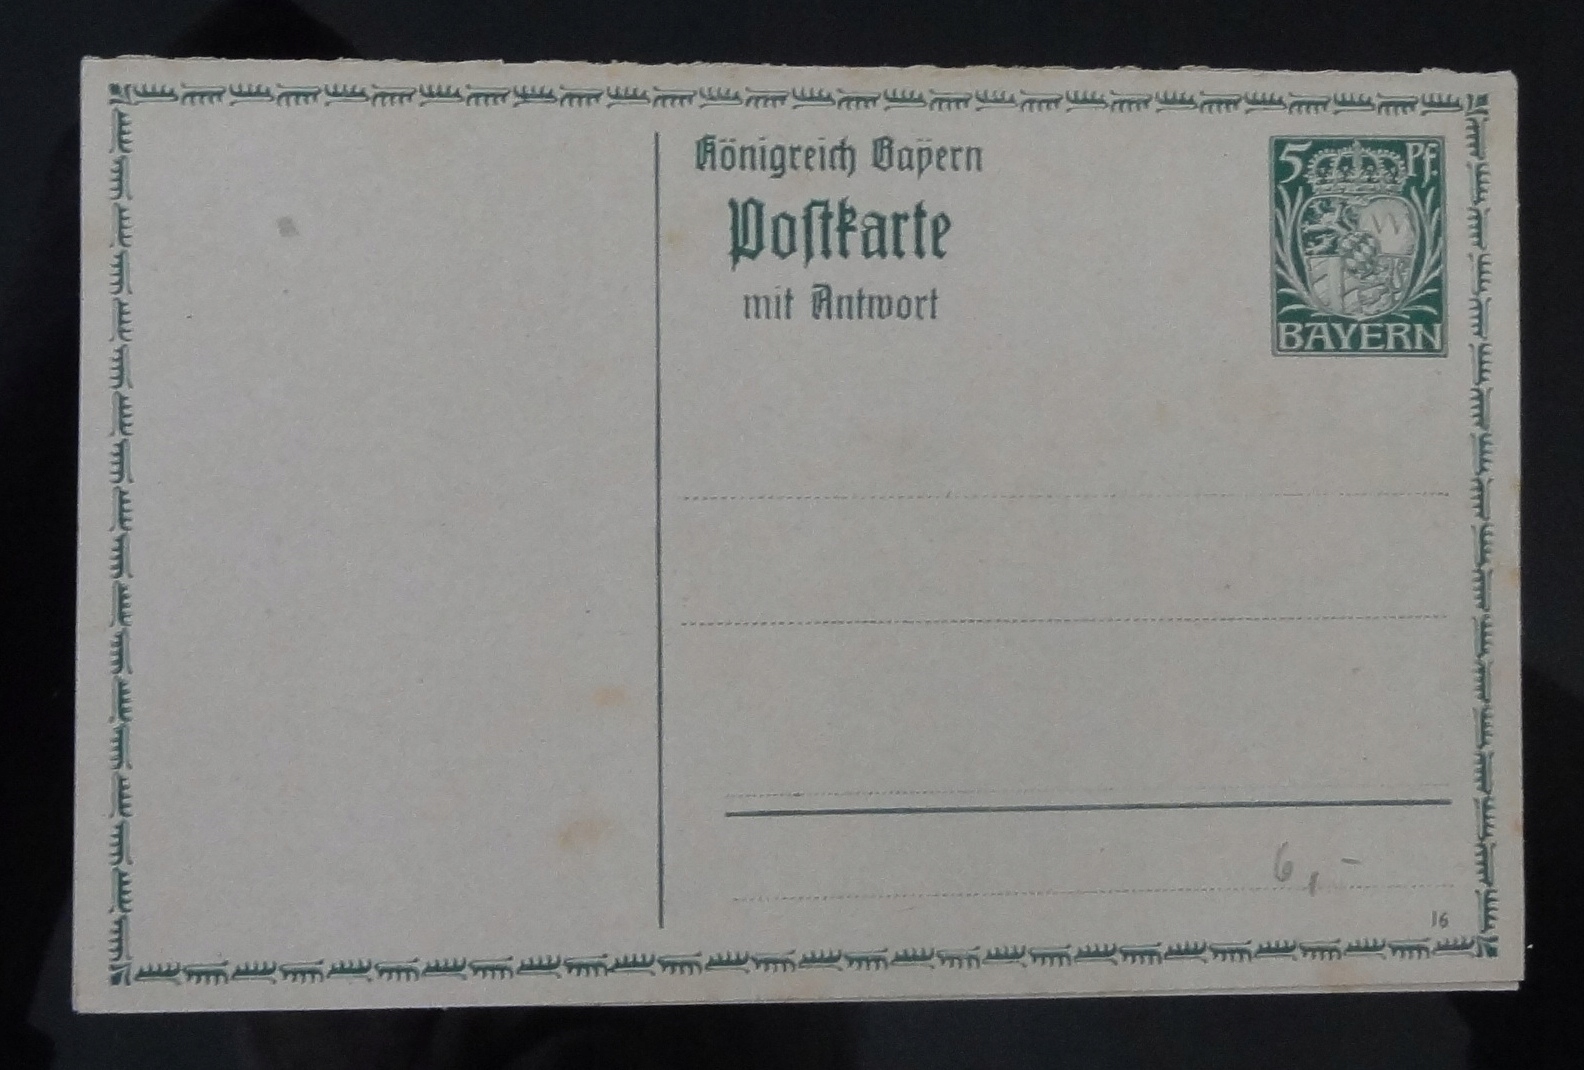 Königreich Bayern
Postkarte
mit Antwort
5 Pf.
BAYERN
6,-
16